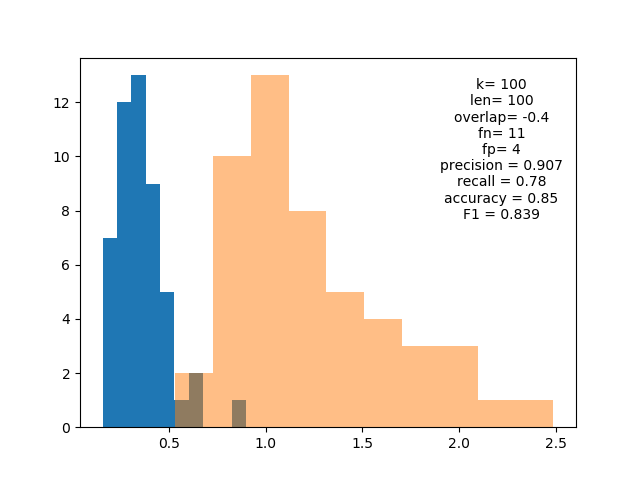 k= 100
len= 100
overlap= -0.4
fn= 11
fp= 4
precision = 0.907
recall = 0.78
accuracy = 0.85
F1 = 0.839
12
10
8
6
4
2
0
0.5 1.0 1.5 2.0 2.5